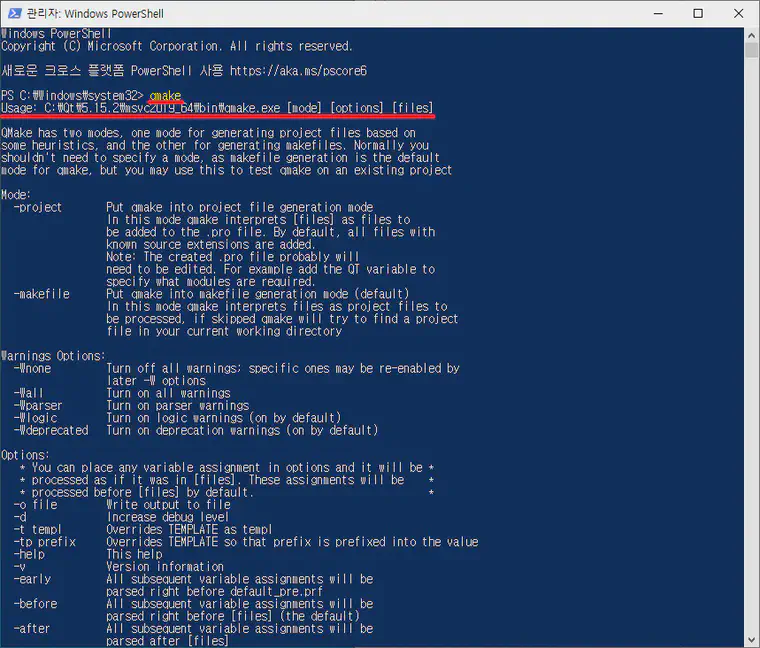 관리자: Windows PowerShell
Windows PowerShell
Copyright (C) Microsoft Corporation. All rights reserved.
새로운 크로스 플랫폼 PowerShell 사용 https://aka.ms/pscore6
PS C:₩Windows₩system32> qmake
Usage: C:₩Qt₩5.15.2₩msvc2019_64₩bin₩qmake.exe [mode] [options] [files]
QMake has two modes, one mode for generating project files based on
some heuristics, and the other for generating makefiles. Normally you
shouldn't need to specify a mode, as makefile generation is the default
mode for qmake, but you may use this to test qmake on an existing project
Mode:
-project Put qmake into project file generation mode
In this mode qmake interprets [files] as files to
be added to the .pro file. By default, all files with
known source extensions are added.
Note: The created .pro file probably will
need to be edited. For example add the QT variable to
specify what modules are required.
-makefile Put qmake into makefile generation mode (default)
In this mode qmake interprets files as project files to
be processed, if skipped qmake will try to find a project
file in your current working directory
Warnings Options:
-Wnone Turn off all warnings; specific ones may be re-enabled by
later -W options
-Wall Turn on all warnings
-Wparser Turn on parser warnings
-Wlogic Turn on logic warnings (on by default)
-Wdeprecated Turn on deprecation warnings (on by default)
Options:
* You can place any variable assignment in options and it will be *
* processed as if it was in [files]. These assignments will be *
* processed before [files] by default. *
-o file Write output to file
-d Increase debug level
-t templ Overrides TEMPLATE as templ
-tp prefix Overrides TEMPLATE so that prefix is prefixed into the value
-help This help
-v Version information
-early All subsequent variable assignments will be
parsed right before default_pre.prf
-before All subsequent variable assignments will be
parsed right before [files] (the default)
-after All subsequent variable assignments will be
parsed after [files]